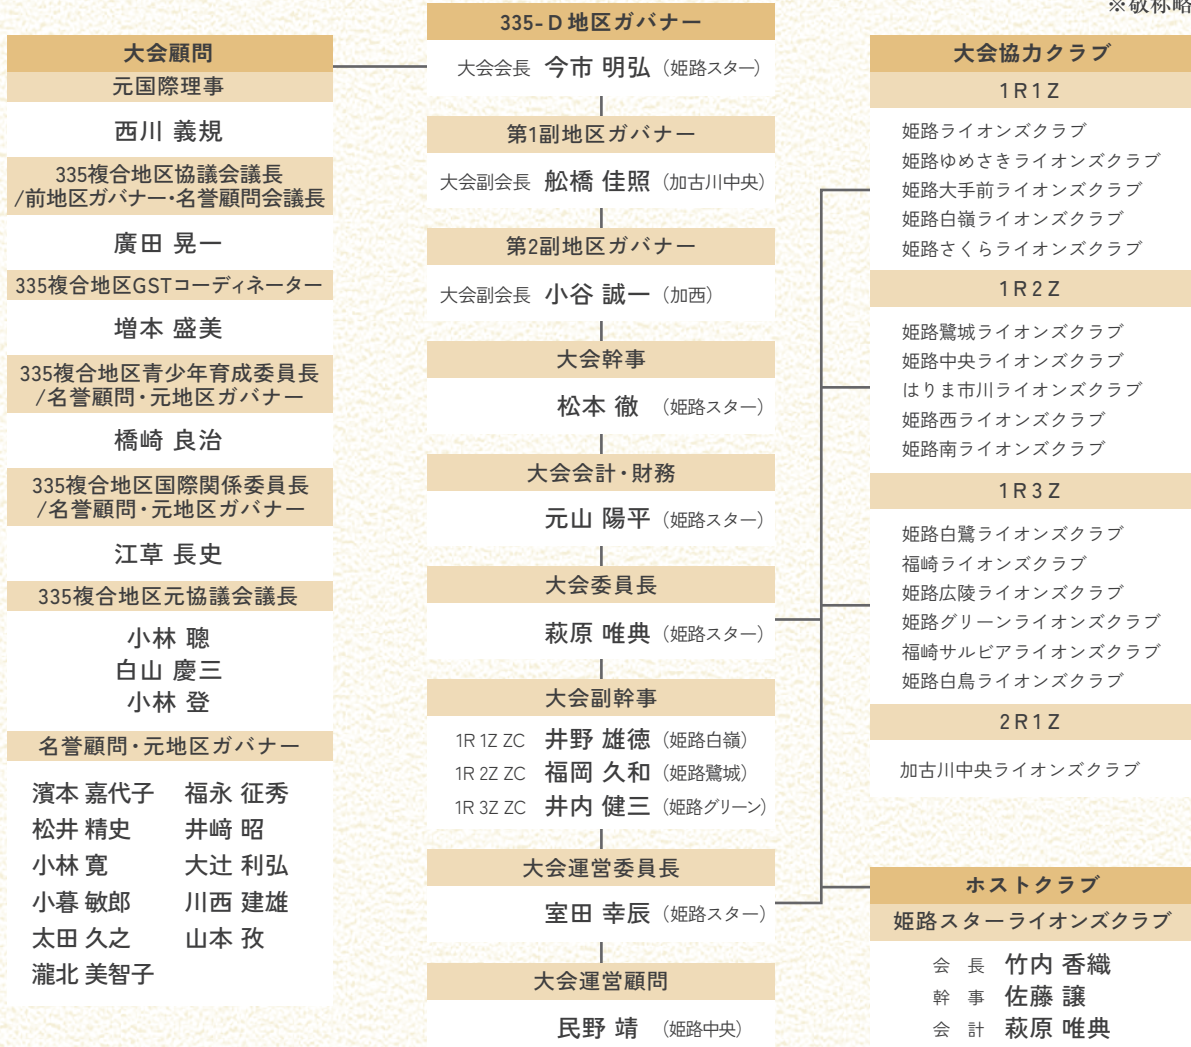 ※敬称略
大会顧問
元国際理事
西川 義規
335複合地区協議会議長
/前地区ガバナー・名誉顧問会議長
廣田 晃一
335複合地区GSTコーディネーター
増本 盛美
335複合地区青少年育成委員長
/名誉顧問・元地区ガバナー
橋崎 良治
335複合地区国際関係委員長
/名誉顧問・元地区ガバナー
江草 長史
335複合地区元協議会議長
小林 聰
白山 慶三
小林 登
名誉顧問・元地区ガバナー
濱本 嘉代子 福永 征秀
松井 精史 井﨑 昭
小林 寛 大辻 利弘
小暮 敏郎 川西 建雄
太田 久之 山本 孜
瀧北 美智子
335-D地区ガバナー
大会会長 今市 明弘（姫路スター）
第1副地区ガバナー
大会副会長 舩橋 佳照（加古川中央）
第2副地区ガバナー
大会副会長 小谷 誠一（加西）
大会幹事
松本 徹 （姫路スター）
大会会計・財務
元山 陽平（姫路スター）
大会委員長
萩原 唯典（姫路スター）
大会副幹事
1R 1Z ZC 井野 雄徳（姫路白嶺）
1R 2Z ZC 福岡 久和（姫路鷺城）
1R 3Z ZC 井内 健三（姫路グリーン）
大会運営委員長
室田 幸辰（姫路スター）
大会運営顧問
民野 靖 （姫路中央）
大会協力クラブ
1R1Z
姫路ライオンズクラブ
姫路ゆめさきライオンズクラブ
姫路大手前ライオンズクラブ
姫路白嶺ライオンズクラブ
姫路さくらライオンズクラブ
1R2Z
姫路鷺城ライオンズクラブ
姫路中央ライオンズクラブ
はりま市川ライオンズクラブ
姫路西ライオンズクラブ
姫路南ライオンズクラブ
1R3Z
姫路白鷺ライオンズクラブ
福崎ライオンズクラブ
姫路広陵ライオンズクラブ
姫路グリーンライオンズクラブ
福崎サルビアライオンズクラブ
姫路白鳥ライオンズクラブ
2R1Z
加古川中央ライオンズクラブ
ホストクラブ
姫路スターライオンズクラブ
会 長 竹内 香織
幹 事 佐藤 譲
会 計 萩原 唯典